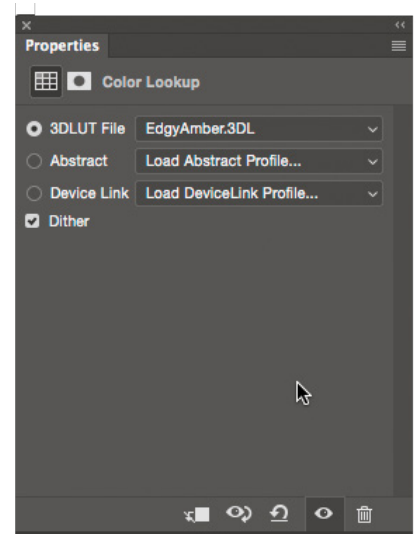 Properties
Color Lookup
3DLUT File EdgyAmber.3DL
Abstract Load Abstract Profile...
Device Link Load DeviceLink Profile...
Dither